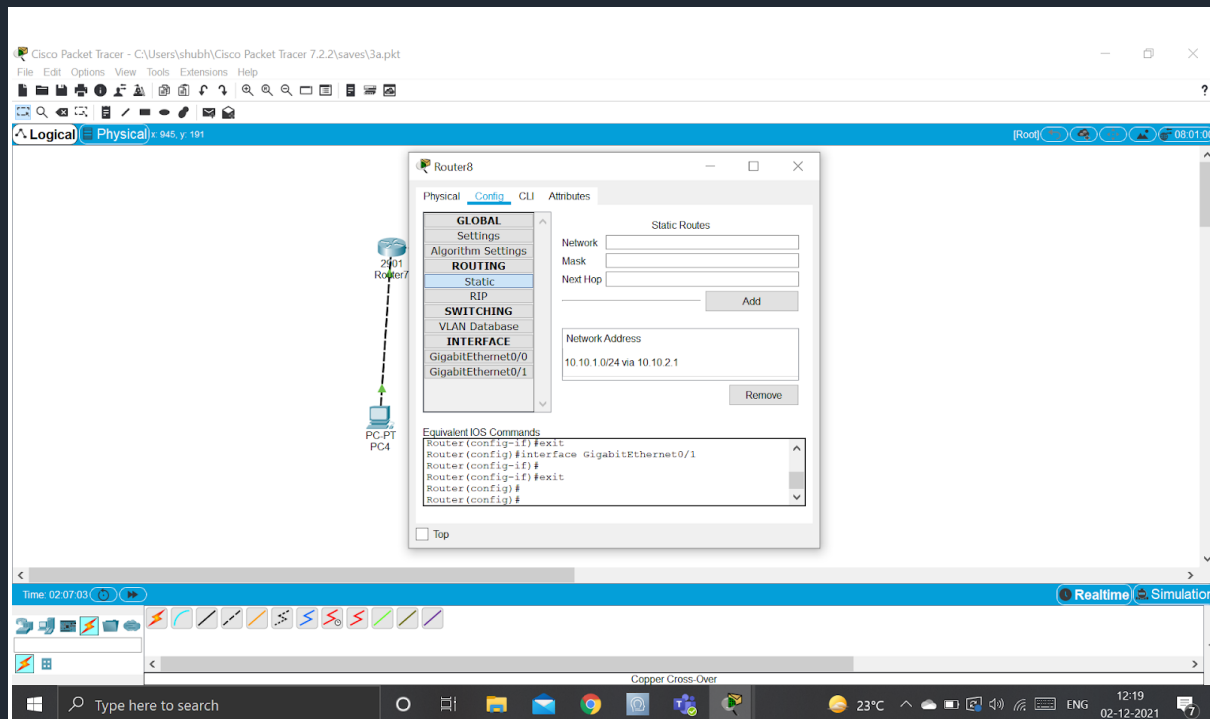 Cisco Packet Tracer - C:\Users\shubh\Cisco Packet Tracer 7.2.2\saves\3a.pkt
File Edit Options View Tools Extensions Help
?
Logical Physical x: 945, y: 191 [Root] 08:01:00
Router8
Physical Config CLI Attributes
GLOBAL
Settings
Algorithm Settings
ROUTING
Static
RIP
SWITCHING
VLAN Database
INTERFACE
GigabitEthernet0/0
GigabitEthernet0/1
Static Routes
Network
Mask
Next Hop
Add
Network Address
10.10.1.0/24 via 10.10.2.1
Remove
Equivalent IOS Commands
Router(config-if)#exit
Router(config)#interface GigabitEthernet0/1
Router(config-if)#
Router(config-if)#exit
Router(config)#
Router(config)#
Top
2901
Router7
PC-PT
PC4
Time: 02:07:03 Realtime Simulation
Copper Cross-Over
Type here to search
23°C ENG 12:19
02-12-2021
7